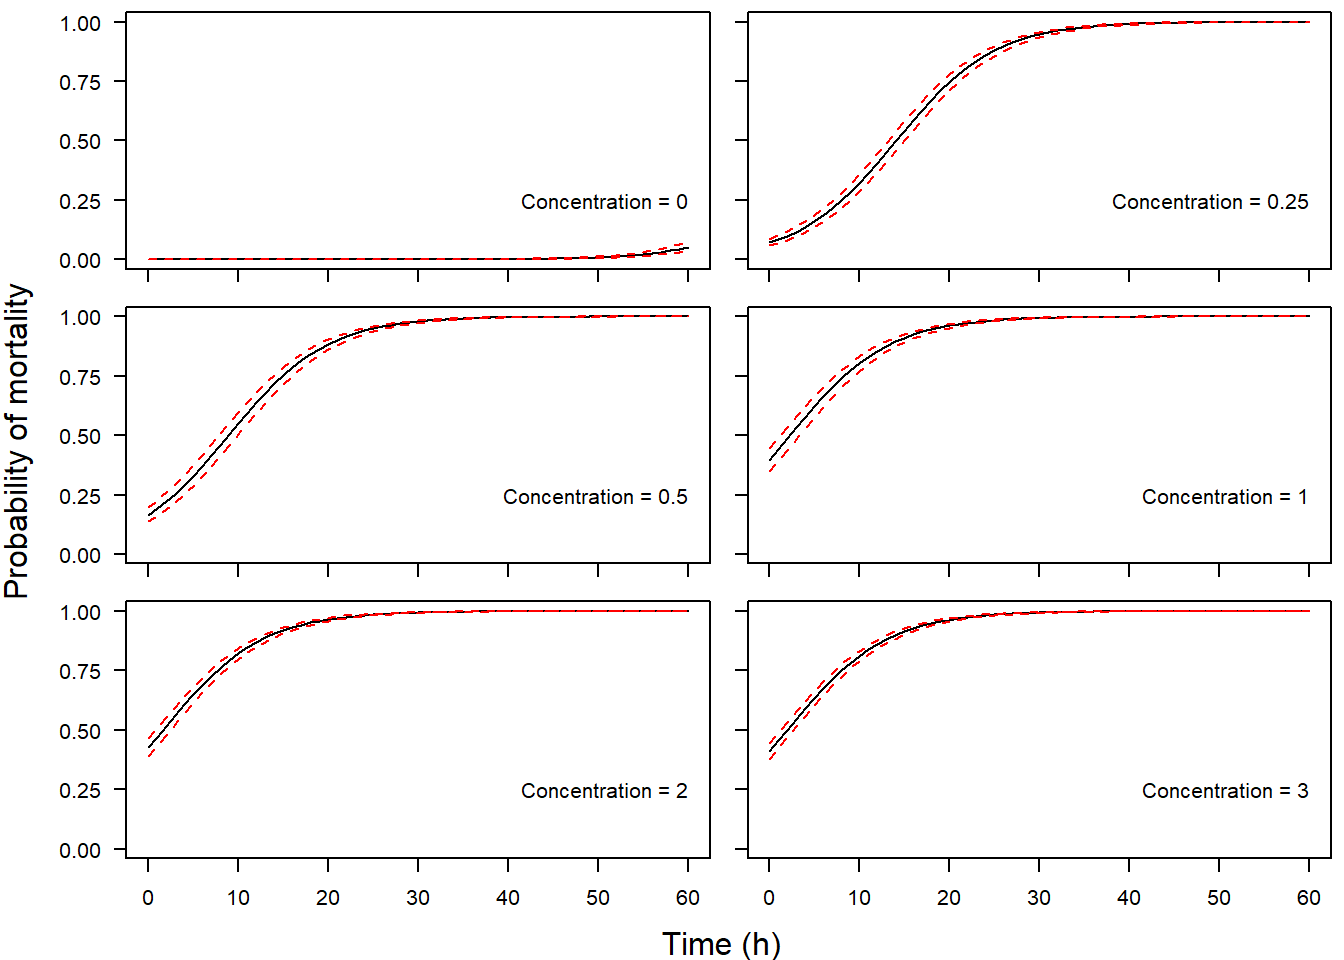 1.00
0.75
0.50
0.25
0.00
Concentration = 0
Concentration = 0.25
1.00
0.75
0.50
0.25
0.00
Concentration = 0.5
Concentration = 1
1.00
0.75
0.50
0.25
0.00
Concentration = 2
Concentration = 3
0 10 20 30 40 50 60
0 10 20 30 40 50 60
Probability of mortality
Time (h)